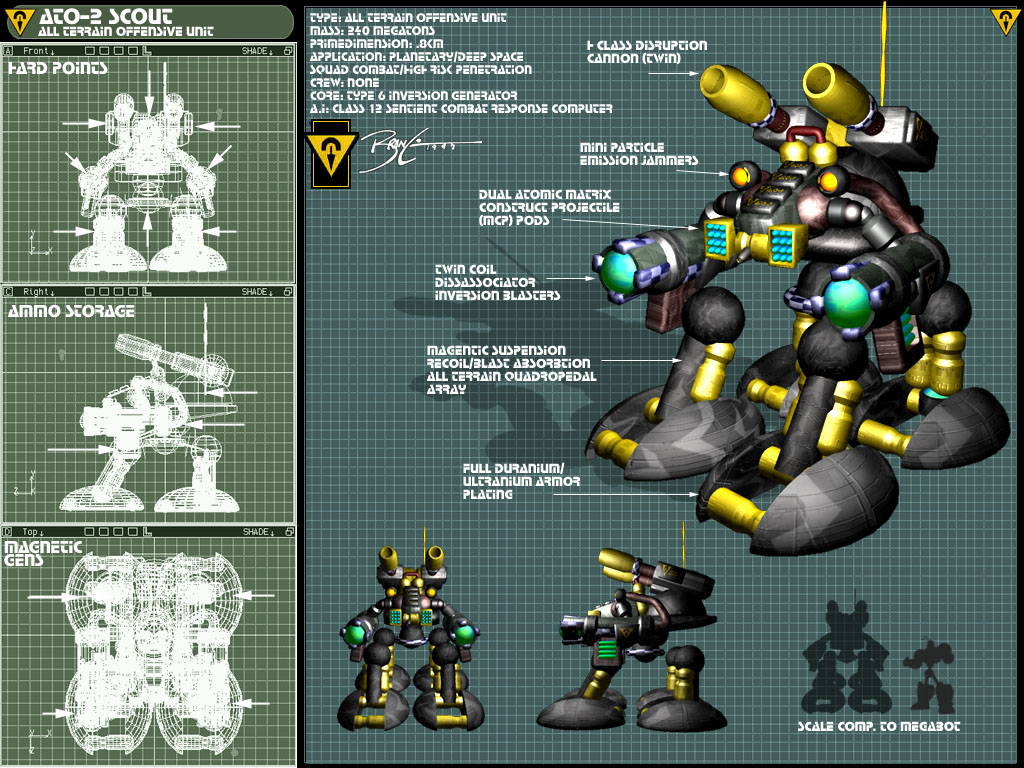 ATO-2 SCOUT
ALL TERRAIN OFFENSIVE UNIT
A Front SHADE
HARD POINTS
C Right SHADE
AMMO STORAGE
D Top SHADE
MAGNETIC
GENS
TYPE: ALL TERRAIN OFFENSIVE UNIT
MASS: 240 MEGATONS
PRIMEDIMENSION: .8KM
APPLICATION: PLANETARY/DEEP SPACE
SQUAD COMBAT/HIGH RISK PENETRATION
CREW: NONE
CORE: TYPE 6 INVERSION GENERATOR
A.I: CLASS 12 SENTIENT COMBAT RESPONSE COMPUTER
I-CLASS DISRUPTION
CANNON (TWIN)
MINI PARTICLE
EMISSION JAMMERS
DUAL ATOMIC MATRIX
CONSTRUCT PROJECTILE
(MCP) PODS
TWIN COIL
DISSASSOCIATOR
INVERSION BLASTERS
MAGENTIC SUSPENSION
RECOIL/BLAST ABSORBTION
ALL TERRAIN QUADROPEDAL
ARRAY
FULL DURANIUM/
ULTRANIUM ARMOR
PLATING
SCALE COMP. TO MEGABOT